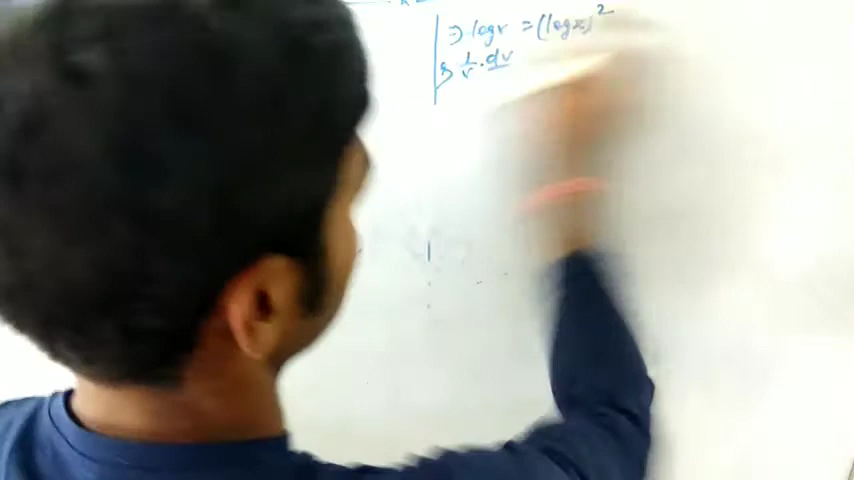 ⇒ log v = (log x)²
⇒ 1/v . dv